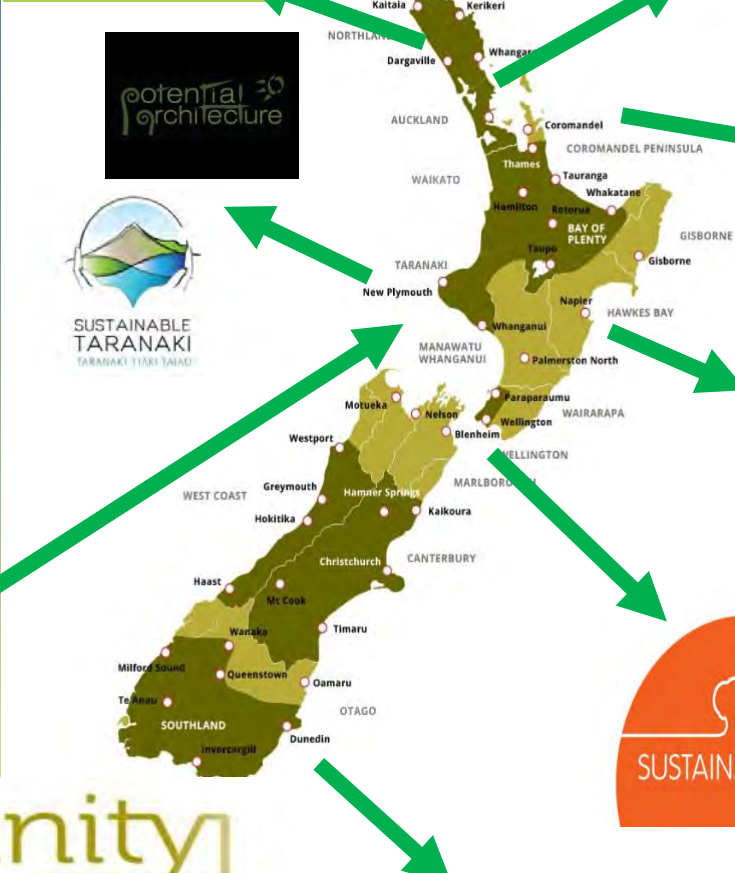 Kaitaia
Kerikeri
Dargaville
potential
architecture
AUCKLAND
Coromandel
COROMANDEL PENINSULA
Thames
WAIKATO
Tauranga
Whakatane
Hamilton
Rotorua
BAY OF
PLENTY
GISBORNE
Taupo
Gisborne
TARANAKI
New Plymouth
Napier
HAWKES BAY
SUSTAINABLE
TARANAKI
Whanganui
MANAWATU
WHANGANUI
Palmerston North
Paraparaumu
Motueka
Nelson
WAIRARAPA
Wellington
Blenheim
Westport
Greymouth
WEST COAST
Hamner Springs
Kaikoura
Hokitika
Christchurch
CANTERBURY
Haast
Mt Cook
Wanaka
Timaru
Milford Sound
Queenstown
Oamaru
Te Anau
OTAGO
SOUTHLAND
Dunedin
Invercargill
SUSTAIN
nity